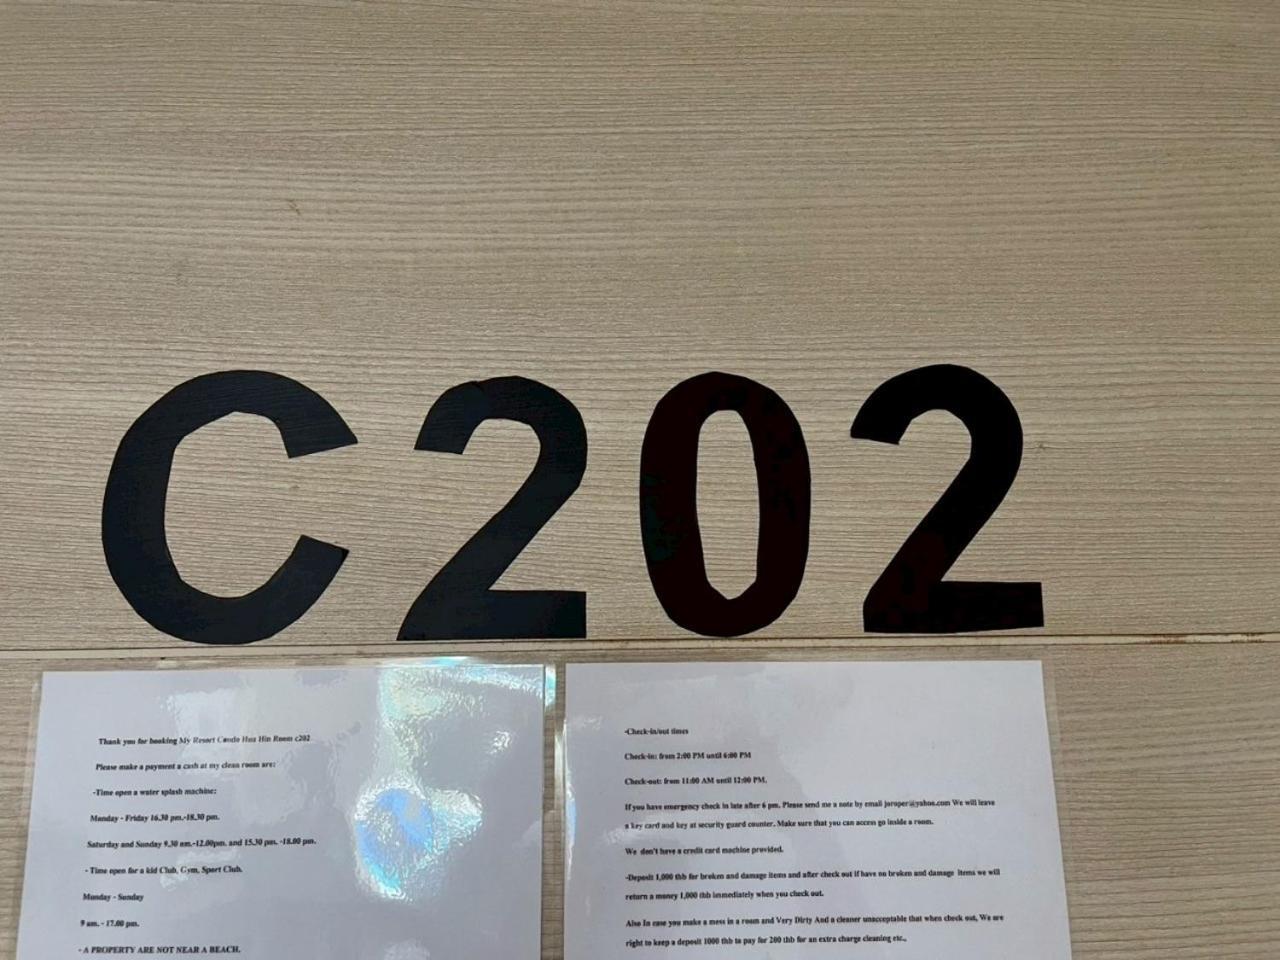 C202
Thank you for booking My Resort Condo Hua Hin Room c202
Please make a payment a cash at my clean room are:
-Time open a water splash machine:
Monday - Friday 16.30 pm.-18.30 pm.
Saturday and Sunday 9.30 am.-12.00pm. and 15.30 pm. -18.00 pm.
- Time open for a kid Club, Gym, Sport Club.
Monday - Sunday
9 am. - 17.00 pm.
- A PROPERTY ARE NOT NEAR A BEACH.
-Check-in/out times
Check-in: from 2:00 PM until 6:00 PM
Check-out: from 11:00 AM until 12:00 PM.
If you have emergency check in late after 6 pm. Please send me a note by email jaroper@yahoo.com We will leave
a key card and key at security guard counter. Make sure that you can access go inside a room.
We don't have a credit card machine provided.
-Deposit 1,000 thb for broken and damage items and after check out if have no broken and damage items we will
return a money 1,000 thb immediately when you check out.
Also In case you make a mess in a room and Very Dirty And a cleaner unacceptable that when check out, We are
right to keep a deposit 1000 thb to pay for 200 thb for an extra charge cleaning etc.,